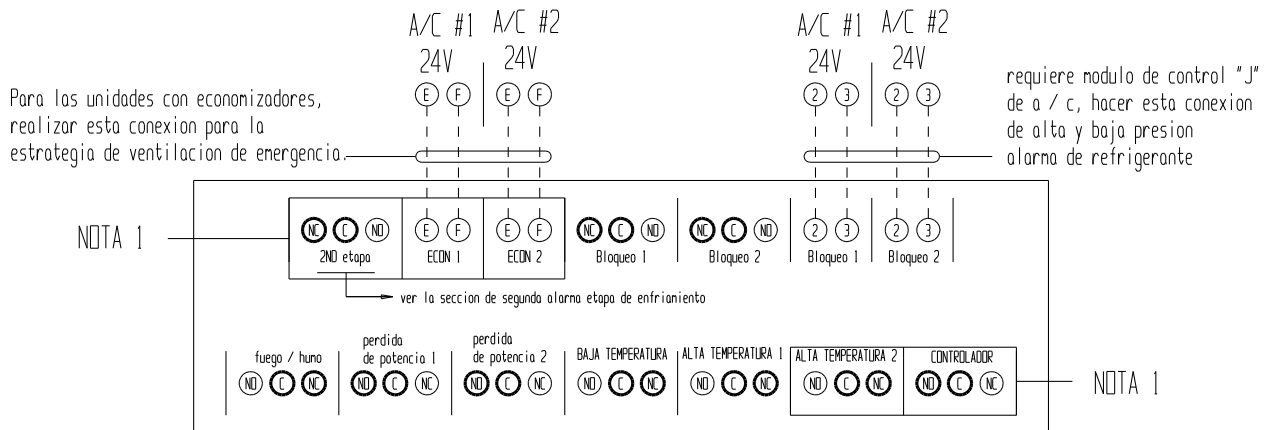 A/C #1 A/C #2
24V 24V
E F E F
A/C #1 A/C #2
24V 24V
2 3 2 3
Para las unidades con economizadores,
realizar esta conexion para la
estrategia de ventilacion de emergencia.
requiere modulo de control "J"
de a / c, hacer esta conexion
de alta y baja presion
alarma de refrigerante
NOTA 1
NC C NO E F E F NC C NO NC C NO 2 3 2 3
2ND etapa ECON 1 ECON 2 Bloqueo 1 Bloqueo 2 Bloqueo 1 Bloqueo 2
ver la seccion de segunda alarma etapa de enfriamiento
fuego / humo
perdida
de potencia 1
perdida
de potencia 2
BAJA TEMPERATURA ALTA TEMPERATURA 1 ALTA TEMPERATURA 2 CONTROLADOR
NO C NC NO C NC NO C NC NO C NC NO C NC NO C NC NO C NC
NOTA 1